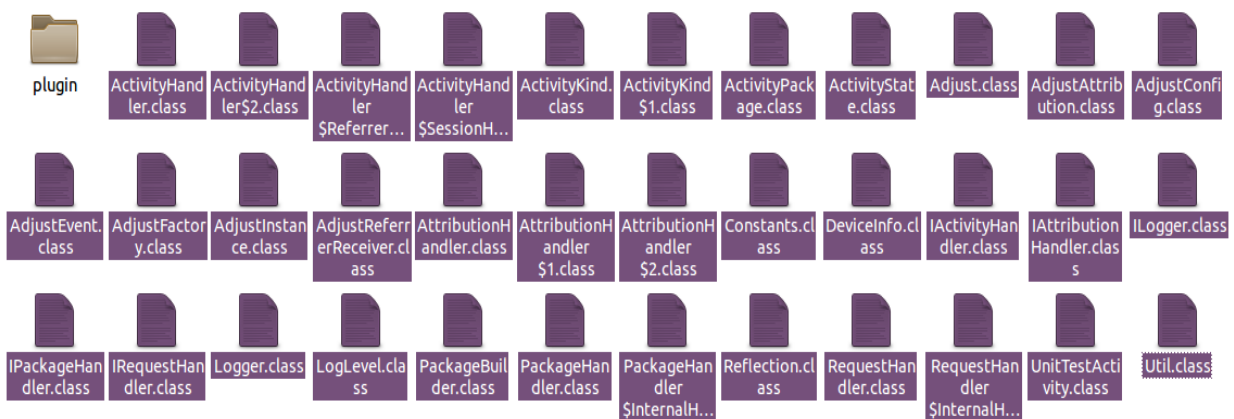 plugin
ActivityHand
ler.class
ActivityHand
ler$2.class
ActivityHand
ler
$Referrer...
ActivityHand
ler
$SessionH...
ActivityKind.
class
ActivityKind
$1.class
ActivityPack
age.class
ActivityStat
e.class
Adjust.class
AdjustAttrib
ution.class
AdjustConfi
g.class
AdjustEvent.
class
AdjustFactor
y.class
AdjustInstan
ce.class
AdjustReferr
erReceiver.cl
ass
AttributionH
andler.class
AttributionH
andler
$1.class
AttributionH
andler
$2.class
Constants.cl
ass
DeviceInfo.cl
ass
IActivityHan
dler.class
IAttribution
Handler.clas
s
ILogger.class
IPackageHan
dler.class
IRequestHan
dler.class
Logger.class
LogLevel.cla
ss
PackageBuil
der.class
PackageHan
dler.class
PackageHan
dler
$InternalH...
Reflection.cl
ass
RequestHan
dler.class
RequestHan
dler
$InternalH...
UnitTestActi
vity.class
Util.class